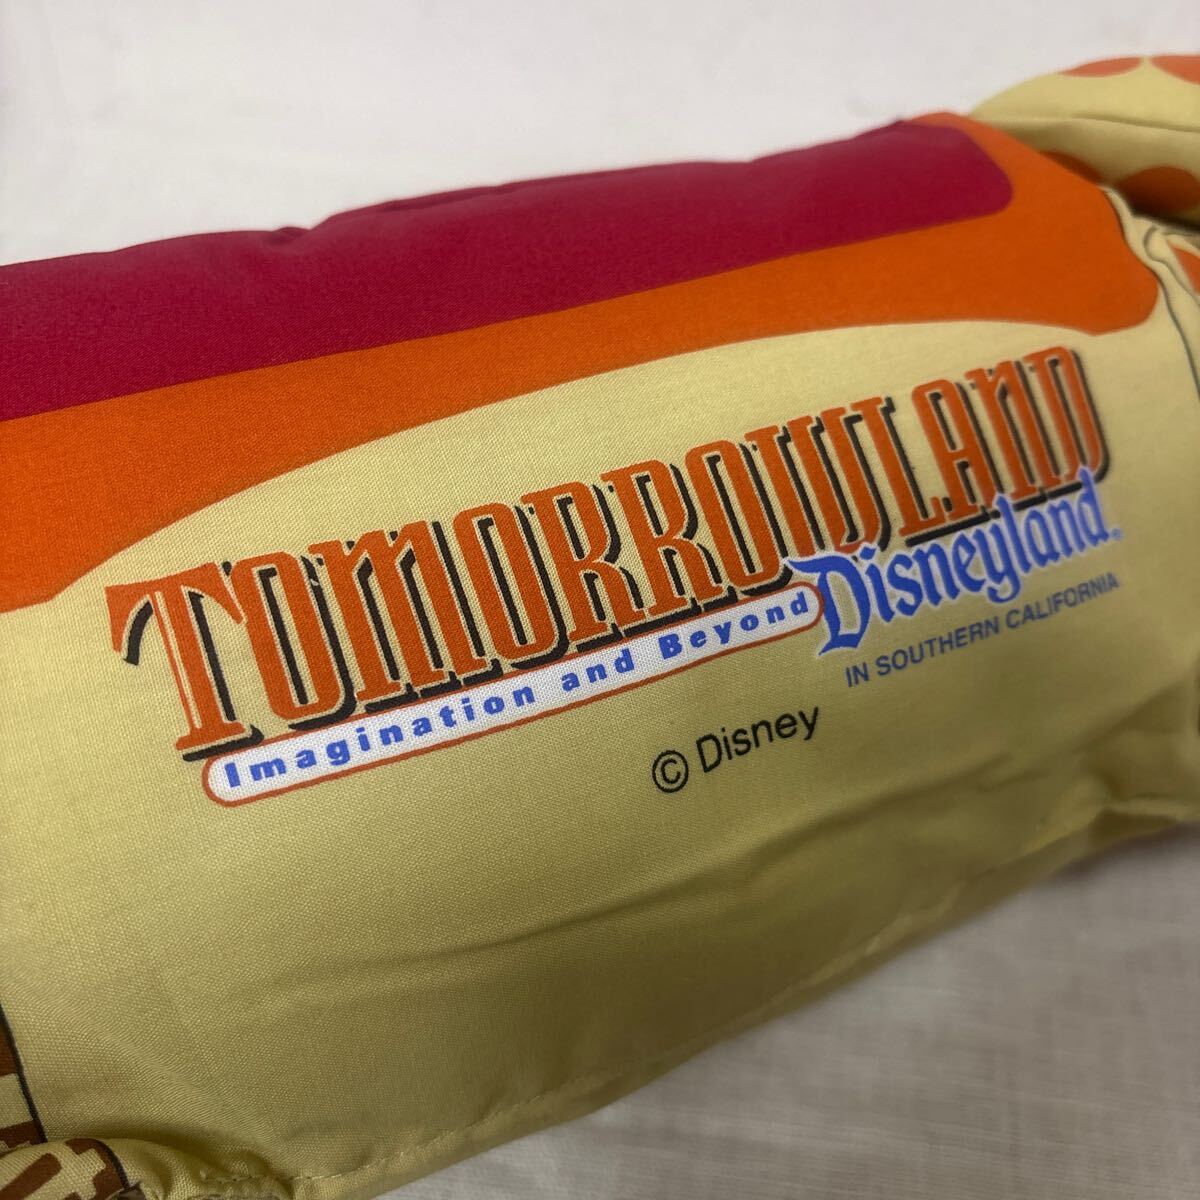 TOMORROWLAND
Imagination and Beyond
Disneyland®
IN SOUTHERN CALIFORNIA
© Disney